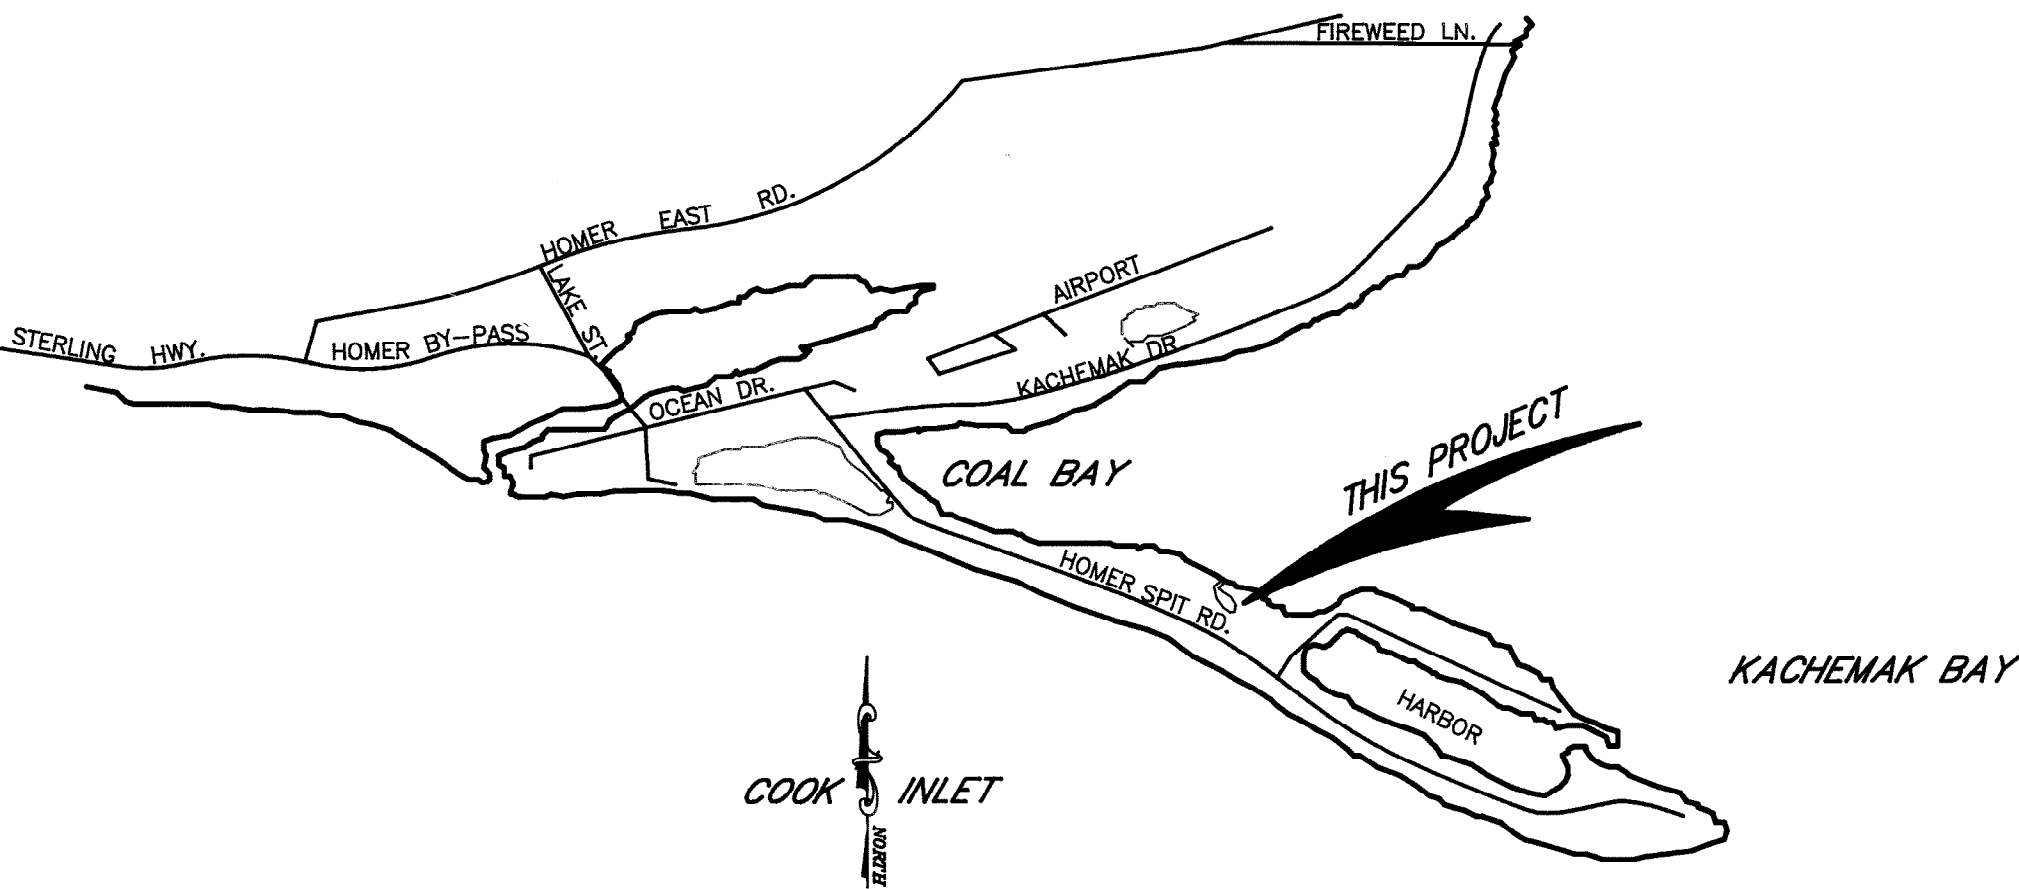 FIREWEED LN.
HOMER EAST RD.
LAKE ST.
AIRPORT
STERLING HWY.
HOMER BY-PASS
KACHEMAK DR
OCEAN DR.
THIS PROJECT
COAL BAY
HOMER SPIT RD.
KACHEMAK BAY
HARBOR
COOK INLET
NORTH